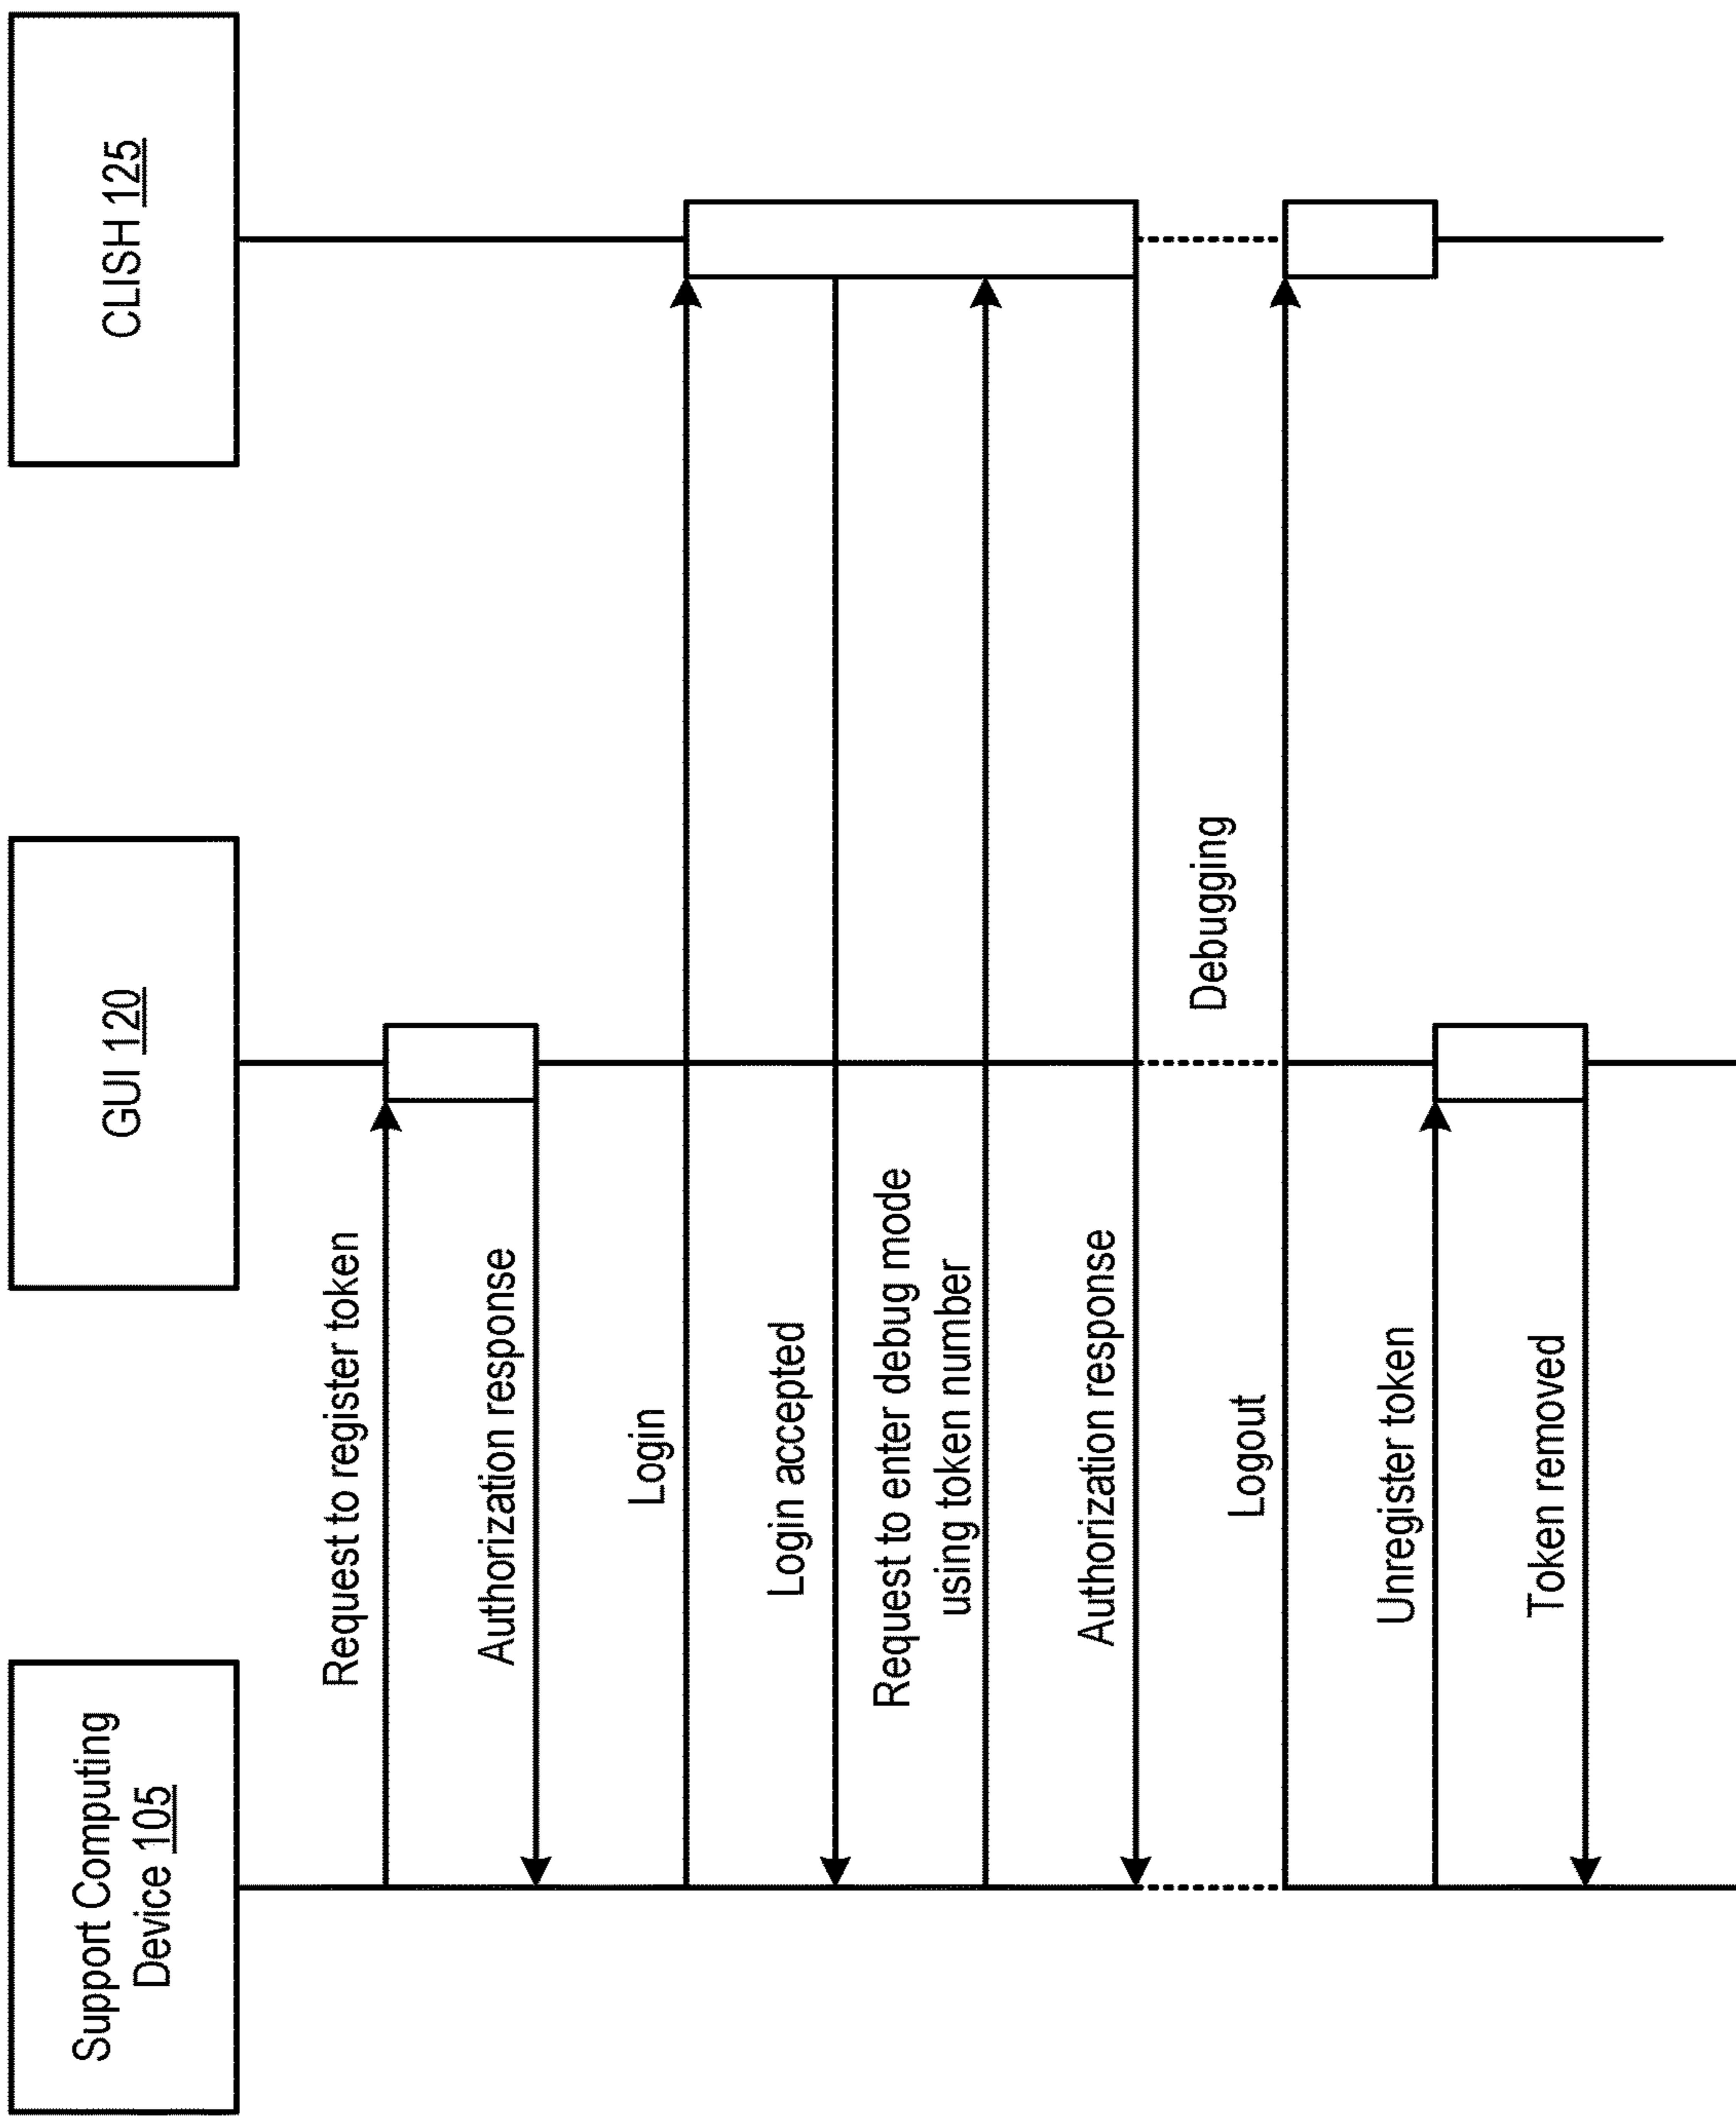 Support Computing
Device 105
GUI 120
CLISH 125
Request to register token
Authorization response
Login
Login accepted
Request to enter debug mode
using token number
Authorization response
Debugging
Logout
Unregister token
Token removed